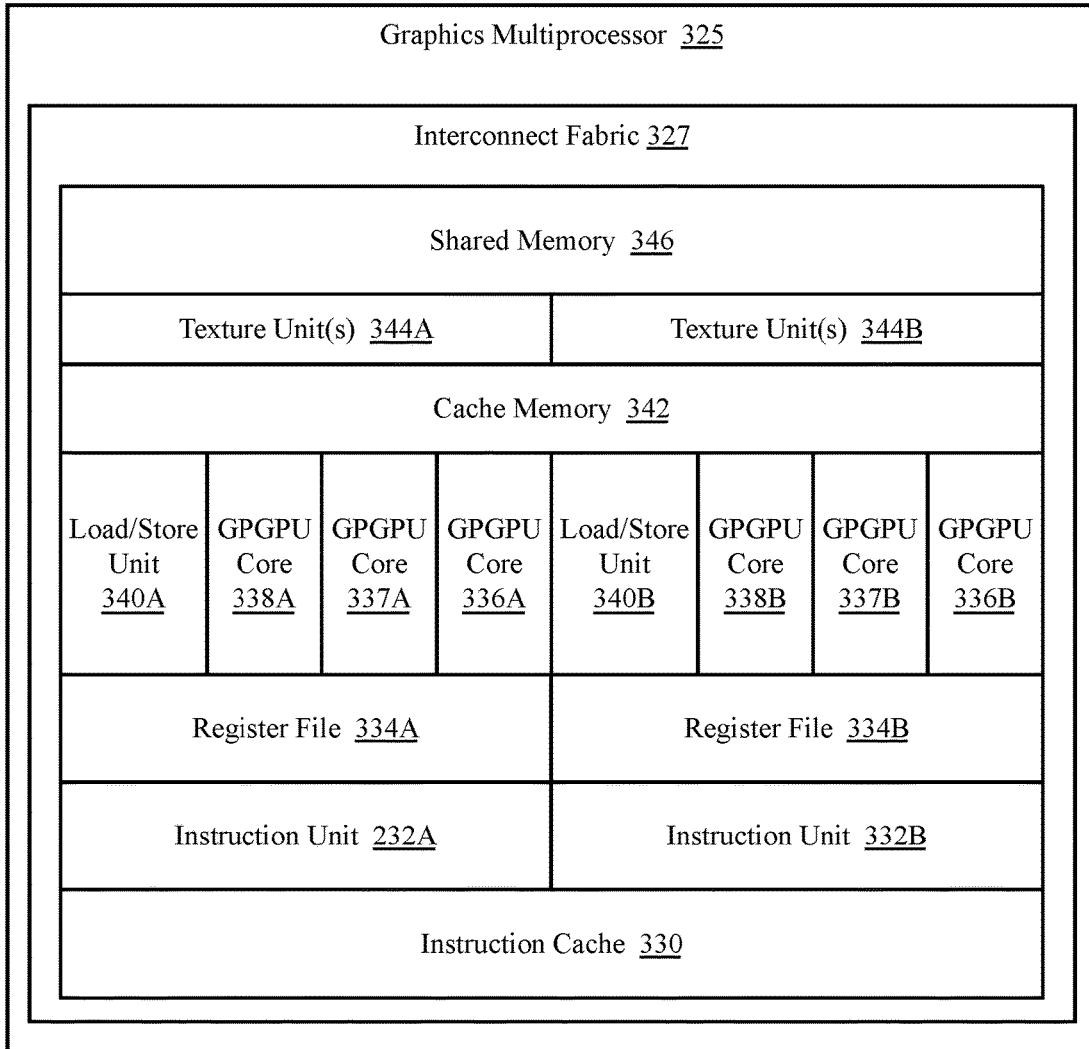 Graphics Multiprocessor 325
Interconnect Fabric 327
Shared Memory 346
Texture Unit(s) 344A
Texture Unit(s) 344B
Cache Memory 342
Load/Store
Unit
340A
GPGPU
Core
338A
GPGPU
Core
337A
GPGPU
Core
336A
Load/Store
Unit
340B
GPGPU
Core
338B
GPGPU
Core
337B
GPGPU
Core
336B
Register File 334A
Register File 334B
Instruction Unit 232A
Instruction Unit 332B
Instruction Cache 330